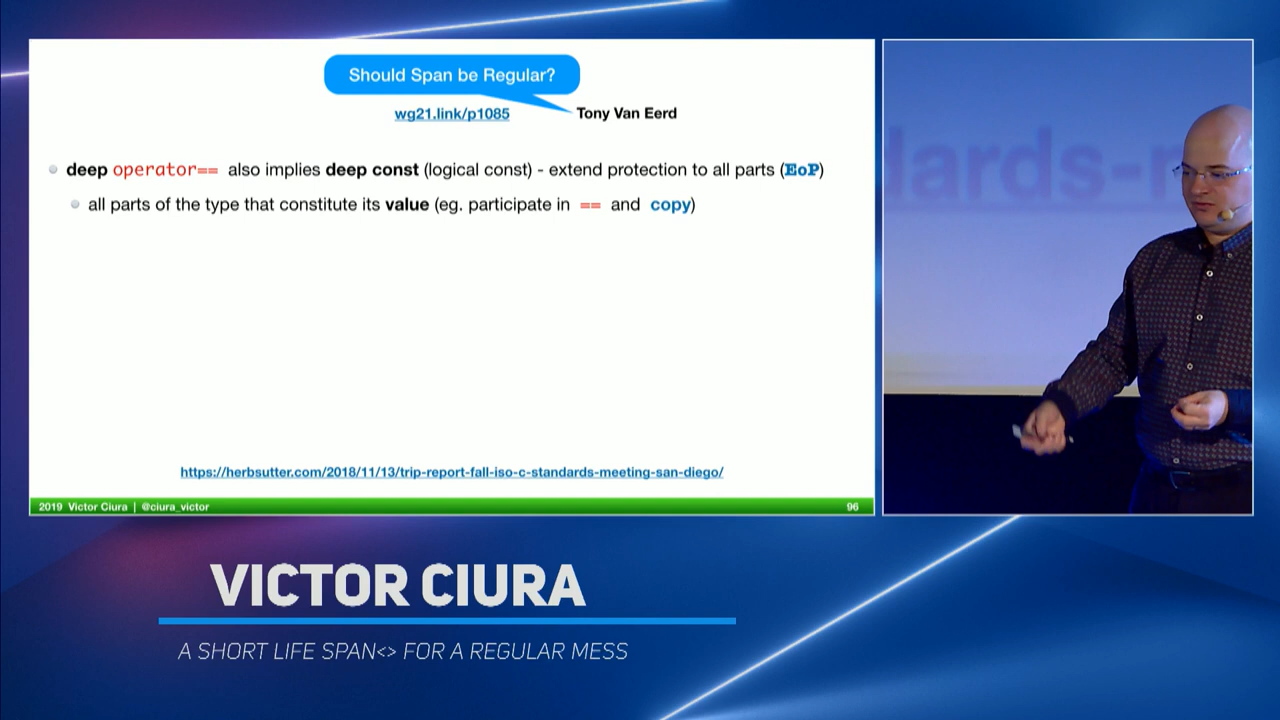 Should Span be Regular?
wg21.link/p1085
Tony Van Eerd
deep operator== also implies deep const (logical const) - extend protection to all parts (EoP)
all parts of the type that constitute its value (eg. participate in == and copy)
https://herbsutter.com/2018/11/13/trip-report-fall-iso-c-standards-meeting-san-diego/
2019 Victor Ciura | @ciura_victor
96
dards-m
VICTOR CIURA
A SHORT LIFE SPAN<> FOR A REGULAR MESS